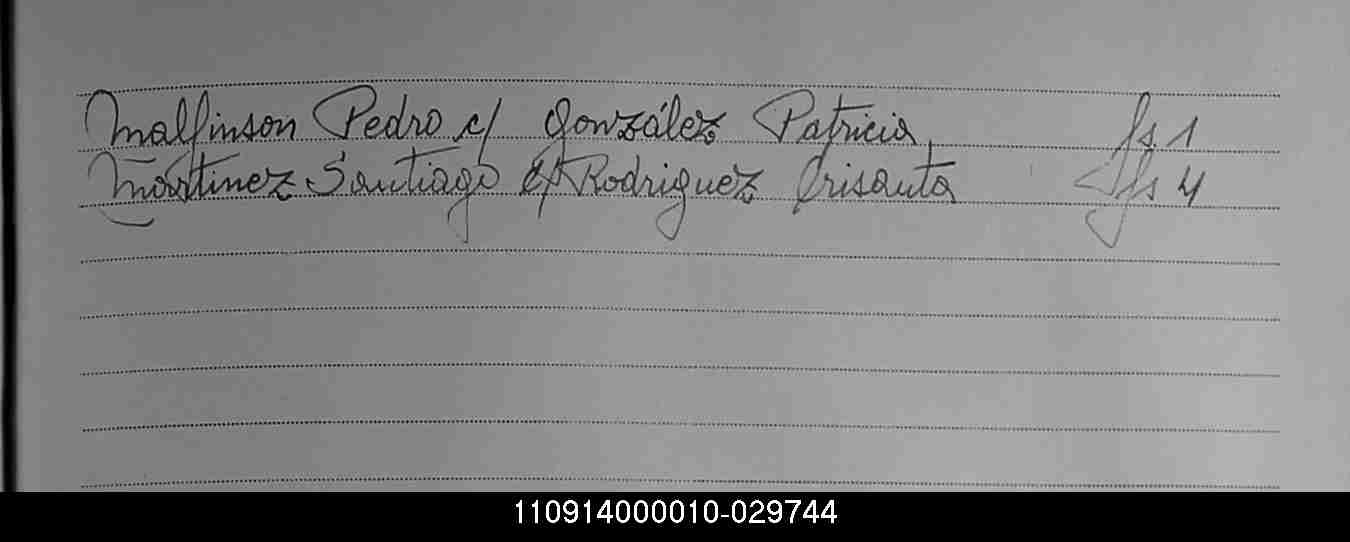 Malfinson Pedro c/ González Patricia fs. 1
Martinez Santiago c/ Rodriguez Crisanta fs 4
110914000010-029744